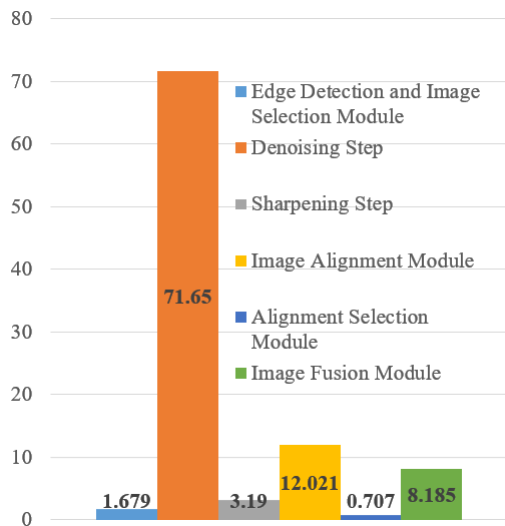 80
70
60
50
40
30
20
10
0
Edge Detection and Image
Selection Module
Denoising Step
Sharpening Step
Image Alignment Module
Alignment Selection
Module
Image Fusion Module
1.679
71.65
3.19
12.021
0.707
8.185